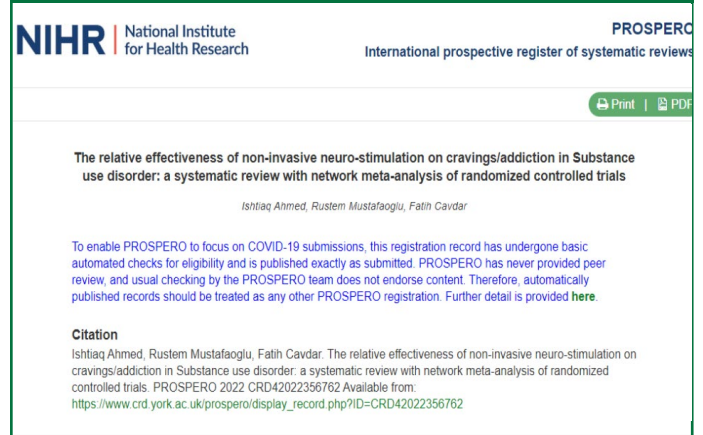 NIHR | National Institute for Health Research
PROSPERO
International prospective register of systematic reviews
Print | PDF
The relative effectiveness of non-invasive neuro-stimulation on cravings/addiction in Substance
use disorder: a systematic review with network meta-analysis of randomized controlled trials
Ishtiaq Ahmed, Rustem Mustafaoglu, Fatih Cavdar
To enable PROSPERO to focus on COVID-19 submissions, this registration record has undergone basic
automated checks for eligibility and is published exactly as submitted. PROSPERO has never provided peer
review, and usual checking by the PROSPERO team does not endorse content. Therefore, automatically
published records should be treated as any other PROSPERO registration. Further detail is provided here.
Citation
Ishtiaq Ahmed, Rustem Mustafaoglu, Fatih Cavdar. The relative effectiveness of non-invasive neuro-stimulation on
cravings/addiction in Substance use disorder: a systematic review with network meta-analysis of randomized
controlled trials. PROSPERO 2022 CRD42022356762 Available from:
https://www.crd.york.ac.uk/prospero/display_record.php?ID=CRD42022356762